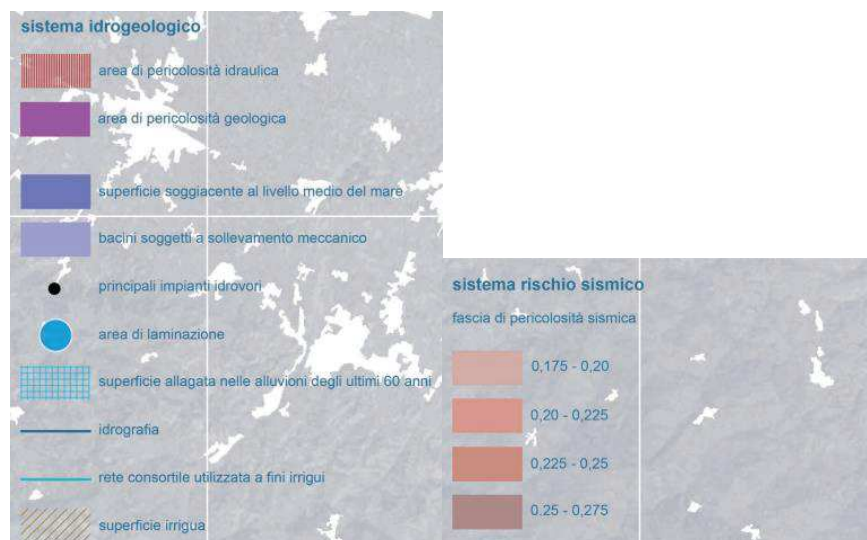 sistema idrogeologico
area di pericolosità idraulica
area di pericolosità geologica
superficie soggiacente al livello medio del mare
bacini soggetti a sollevamento meccanico
principali impianti idrovori
area di laminazione
superficie allagata nelle alluvioni degli ultimi 60 anni
idrografia
rete consortile utilizzata a fini irrigui
superficie irrigua
sistema rischio sismico
fascia di pericolosità sismica
0,175 - 0,20
0,20 - 0,225
0,225 - 0,25
0,25 - 0,275